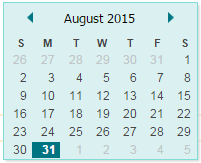 August 2015
S M T W T F S
26 27 28 29 30 31 1
2 3 4 5 6 7 8
9 10 11 12 13 14 15
16 17 18 19 20 21 22
23 24 25 26 27 28 29
30 31 1 2 3 4 5